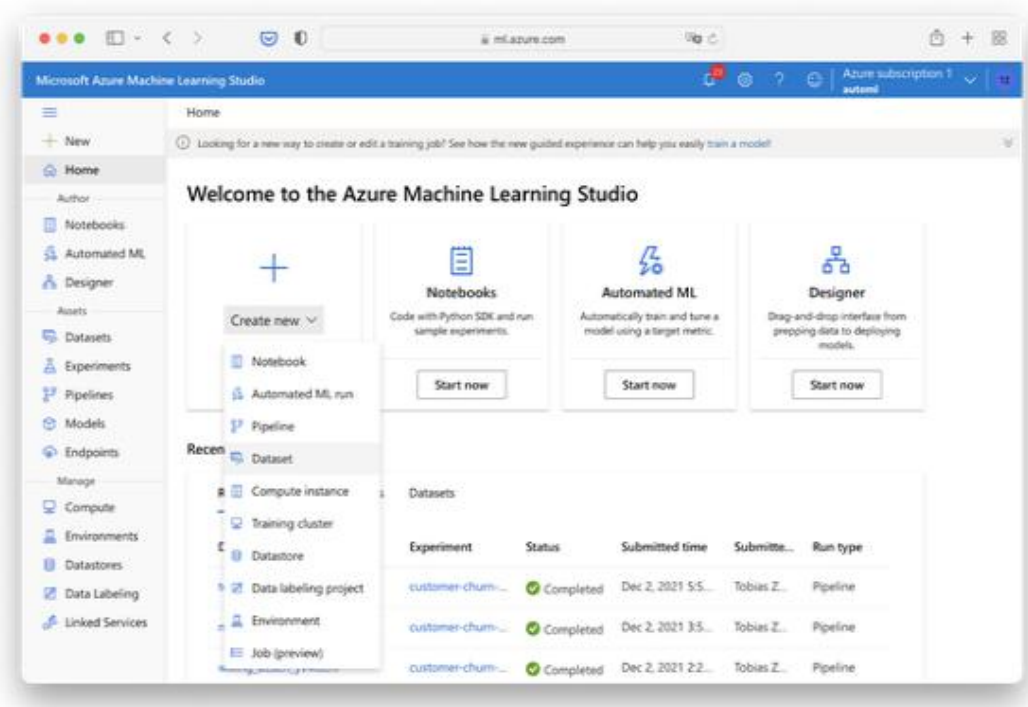 ml.azure.com
Microsoft Azure Machine Learning Studio
23
Azure subscription 1
automl
New
Home
Author
Notebooks
Automated ML
Designer
Assets
Datasets
Experiments
Pipelines
Models
Endpoints
Manage
Compute
Environments
Datastores
Data Labeling
Linked Services
Home
Looking for a new way to create or edit a training job? See how the new guided experience can help you easily train a model!
Welcome to the Azure Machine Learning Studio
Create new
Notebook
Automated ML run
Pipeline
Dataset
Compute instance
Training cluster
Datastore
Data labeling project
Environment
Job (preview)
Notebooks
Code with Python SDK and run
sample experiments.
Start now
Automated ML
Automatically train and tune a
model using a target metric.
Start now
Designer
Drag-and-drop interface from
prepping data to deploying
models.
Start now
Recen
Datasets
Experiment Status Submitted time Submitte... Run type
customer-churn-... Completed Dec 2, 2021 5:5... Tobias Z... Pipeline
customer-churn-... Completed Dec 2, 2021 3:5... Tobias Z... Pipeline
customer-churn-... Completed Dec 2, 2021 2:2... Tobias Z... Pipeline